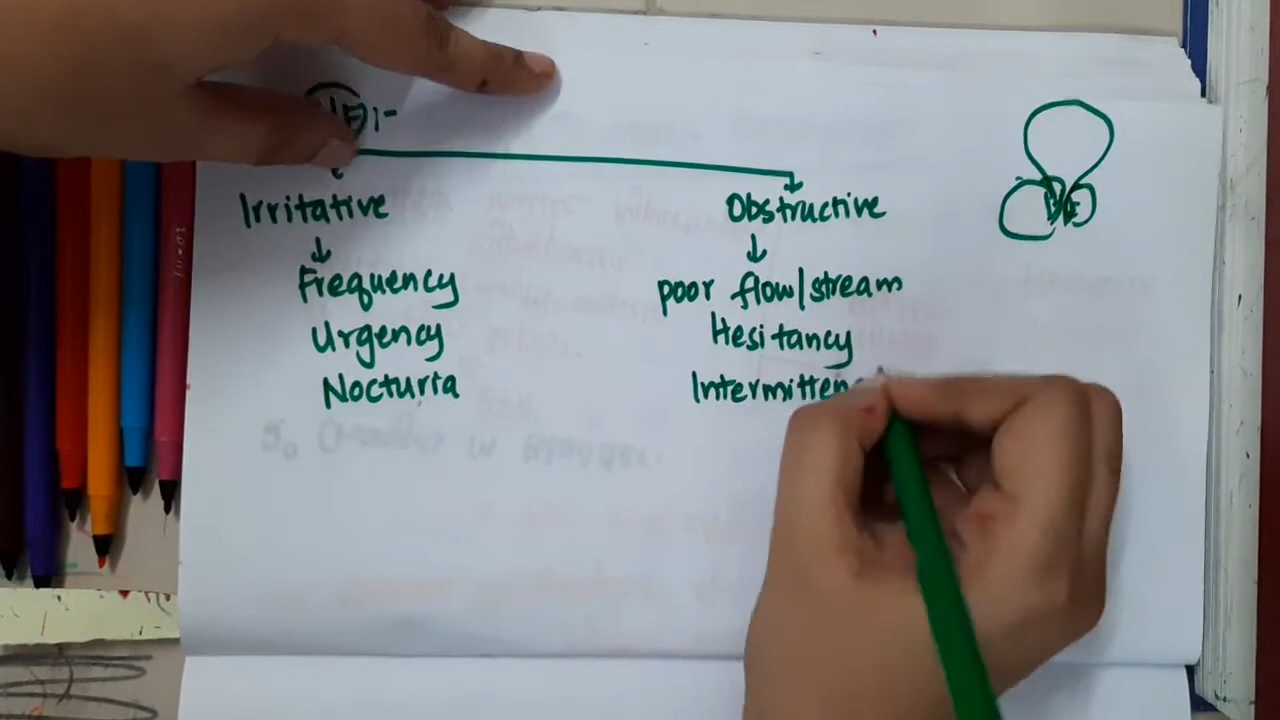 Irritative
Obstructive
↓
↓
Frequency
poor flow/stream
Urgency
Hesitancy
Nocturia